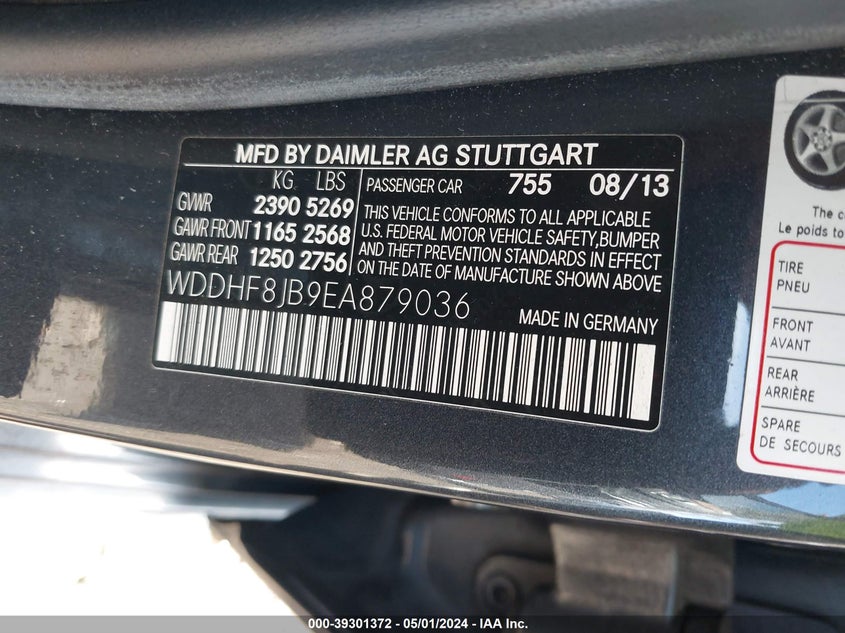 MFD BY DAIMLER AG STUTTGART
KG LBS
GVWR 2390 5269
GAWR FRONT 1165 2568
GAWR REAR 1250 2756
PASSENGER CAR 755 08/13
THIS VEHICLE CONFORMS TO ALL APPLICABLE
U.S. FEDERAL MOTOR VEHICLE SAFETY,BUMPER
AND THEFT PREVENTION STANDARDS IN EFFECT
ON THE DATE OF MANUFACTURE SHOWN ABOVE
WDDHF8JB9EA879036
MADE IN GERMANY
The co
Le poids to
TIRE
PNEU
FRONT
AVANT
REAR
ARRIÈRE
SPARE
DE SECOURS
000-39301372 - 05/01/2024 - IAA Inc.